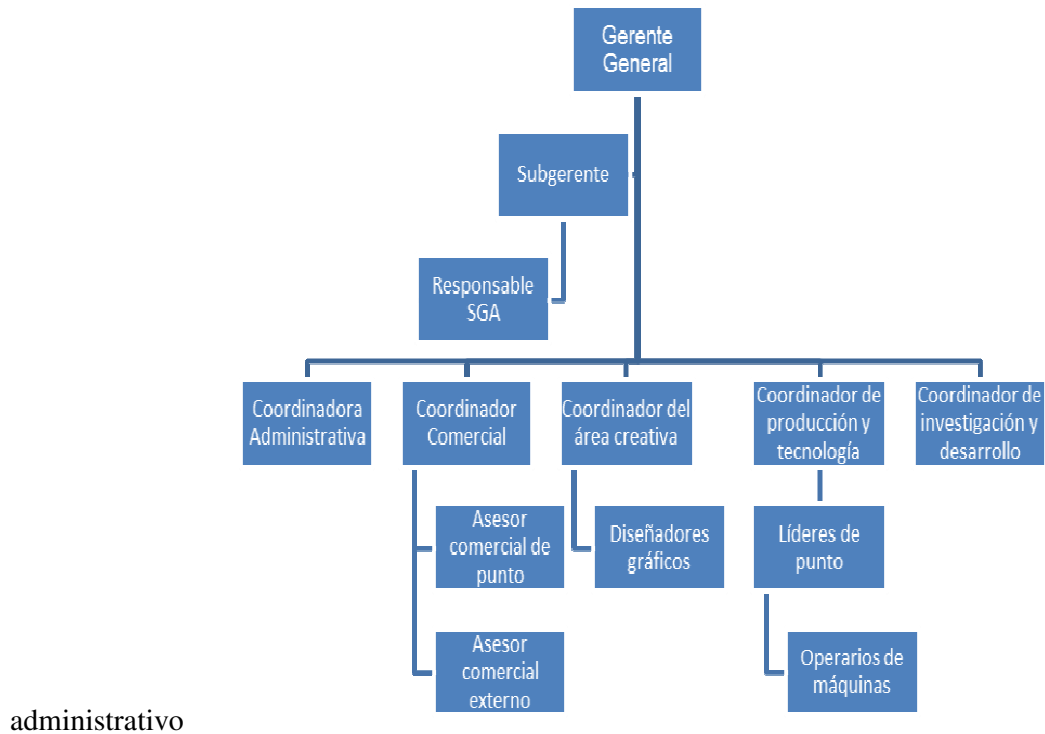 Gerente
General
Subgerente
Responsable
SGA
Coordinadora
Administrativa
Coordinador
Comercial
Coordinador del
área creativa
Coordinador de
producción y
tecnología
Coordinador de
investigación y
desarrollo
Asesor
comercial de
punto
Diseñadores
gráficos
Líderes de
punto
Asesor
comercial
externo
Operarios de
máquinas
administrativo